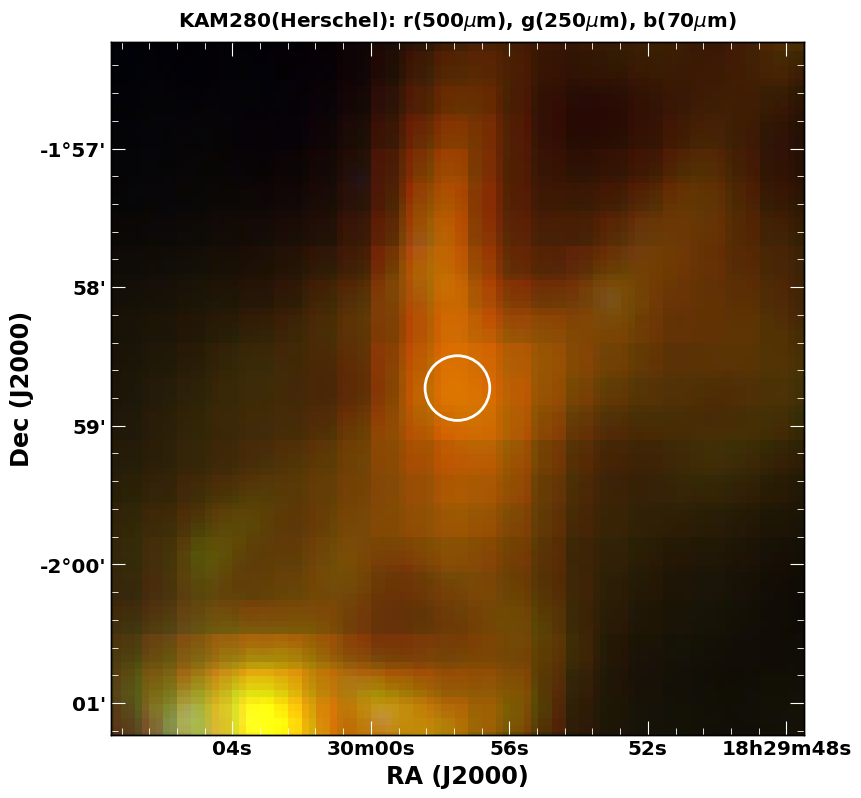 KAM280(Herschel): r(500μm), g(250μm), b(70μm)
-1°57'
58'
59'
-2°00'
01'
Dec (J2000)
04s 30m00s 56s 52s 18h29m48s
RA (J2000)